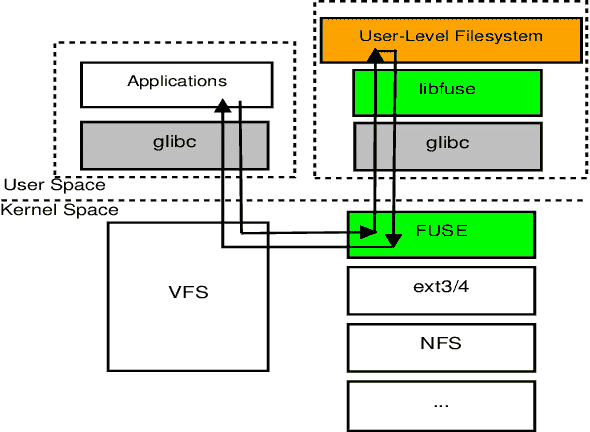 User-Level Filesystem
Applications
libfuse
glibc
glibc
User Space
Kernel Space
FUSE
VFS
ext3/4
NFS
...